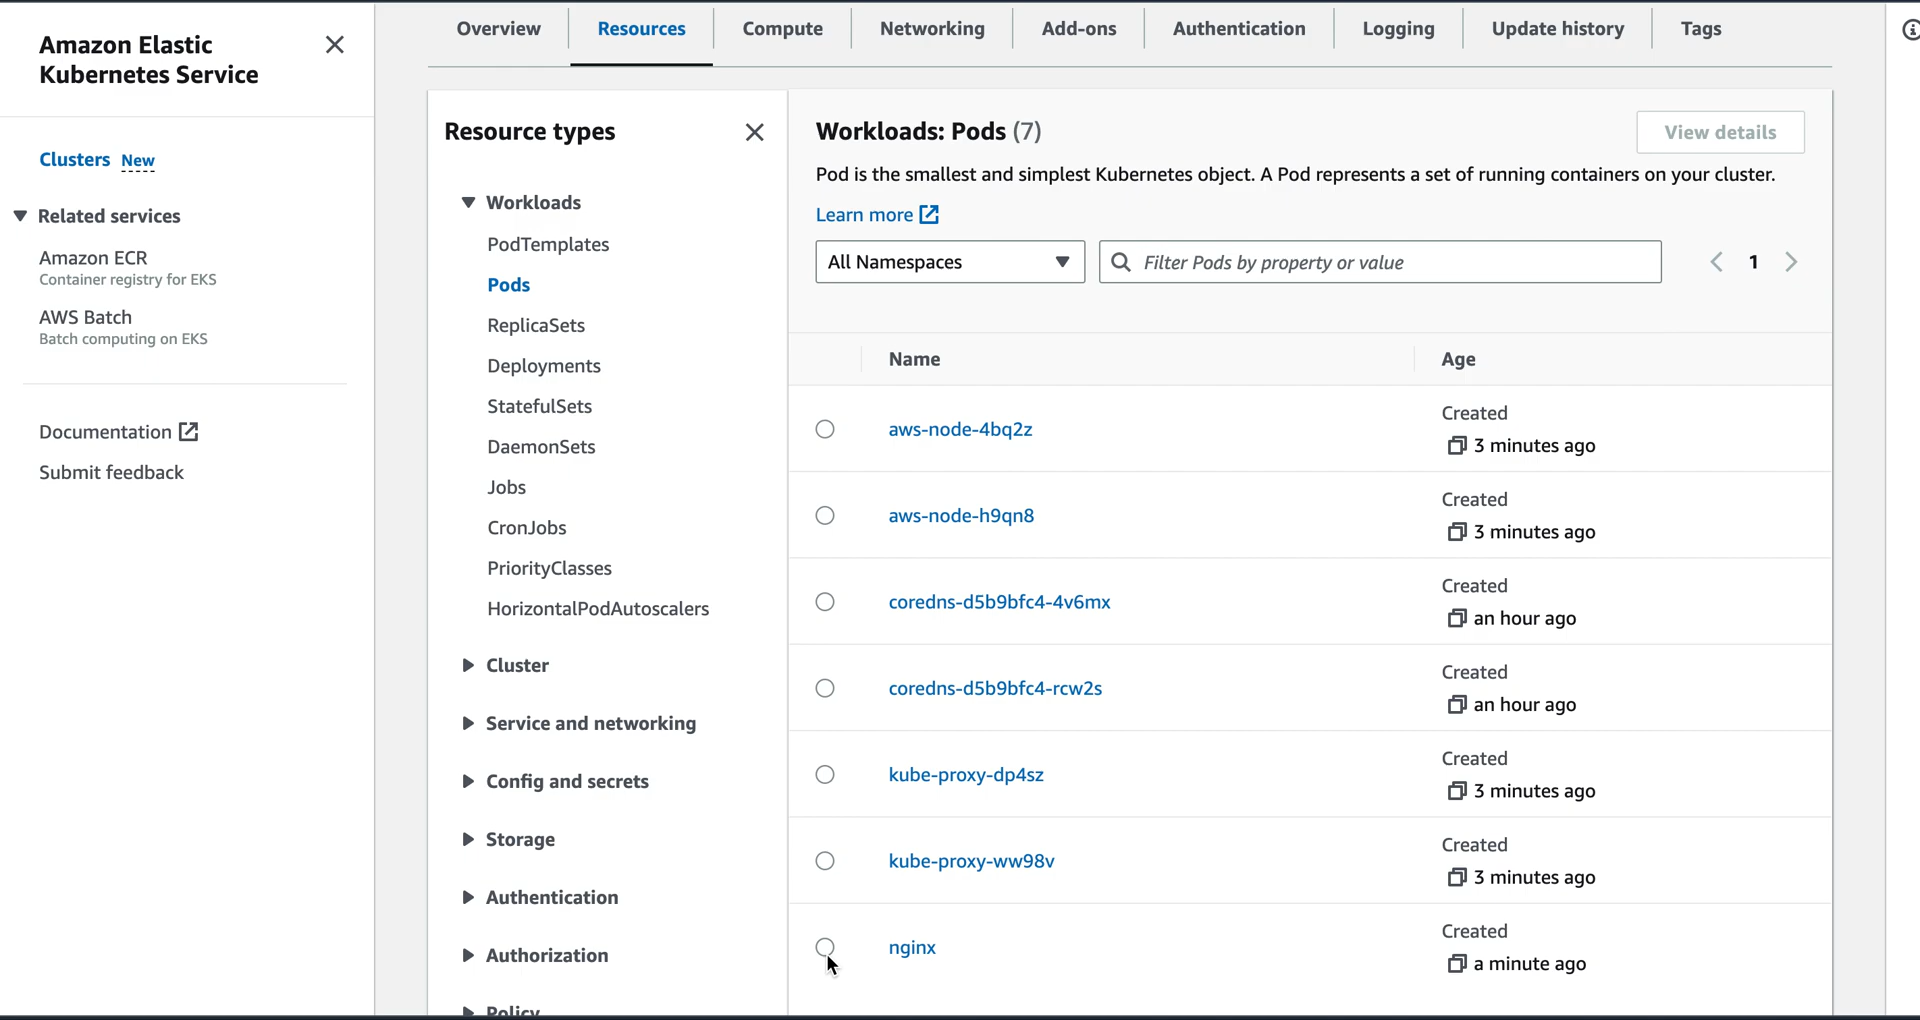 Amazon Elastic
Kubernetes Service
Clusters New
Related services
Amazon ECR
Container registry for EKS
AWS Batch
Batch computing on EKS
Documentation
Submit feedback
Overview
Resources
Compute
Networking
Add-ons
Authentication
Logging
Update history
Tags
Resource types
Workloads
PodTemplates
Pods
ReplicaSets
Deployments
StatefulSets
DaemonSets
Jobs
CronJobs
PriorityClasses
HorizontalPodAutoscalers
Cluster
Service and networking
Config and secrets
Storage
Authentication
Authorization
Policy
Workloads: Pods (7)
View details
Pod is the smallest and simplest Kubernetes object. A Pod represents a set of running containers on your cluster.
Learn more
All Namespaces
Filter Pods by property or value
1
Name
Age
aws-node-4bq2z
Created
3 minutes ago
aws-node-h9qn8
Created
3 minutes ago
coredns-d5b9bfc4-4v6mx
Created
an hour ago
coredns-d5b9bfc4-rcw2s
Created
an hour ago
kube-proxy-dp4sz
Created
3 minutes ago
kube-proxy-ww98v
Created
3 minutes ago
nginx
Created
a minute ago